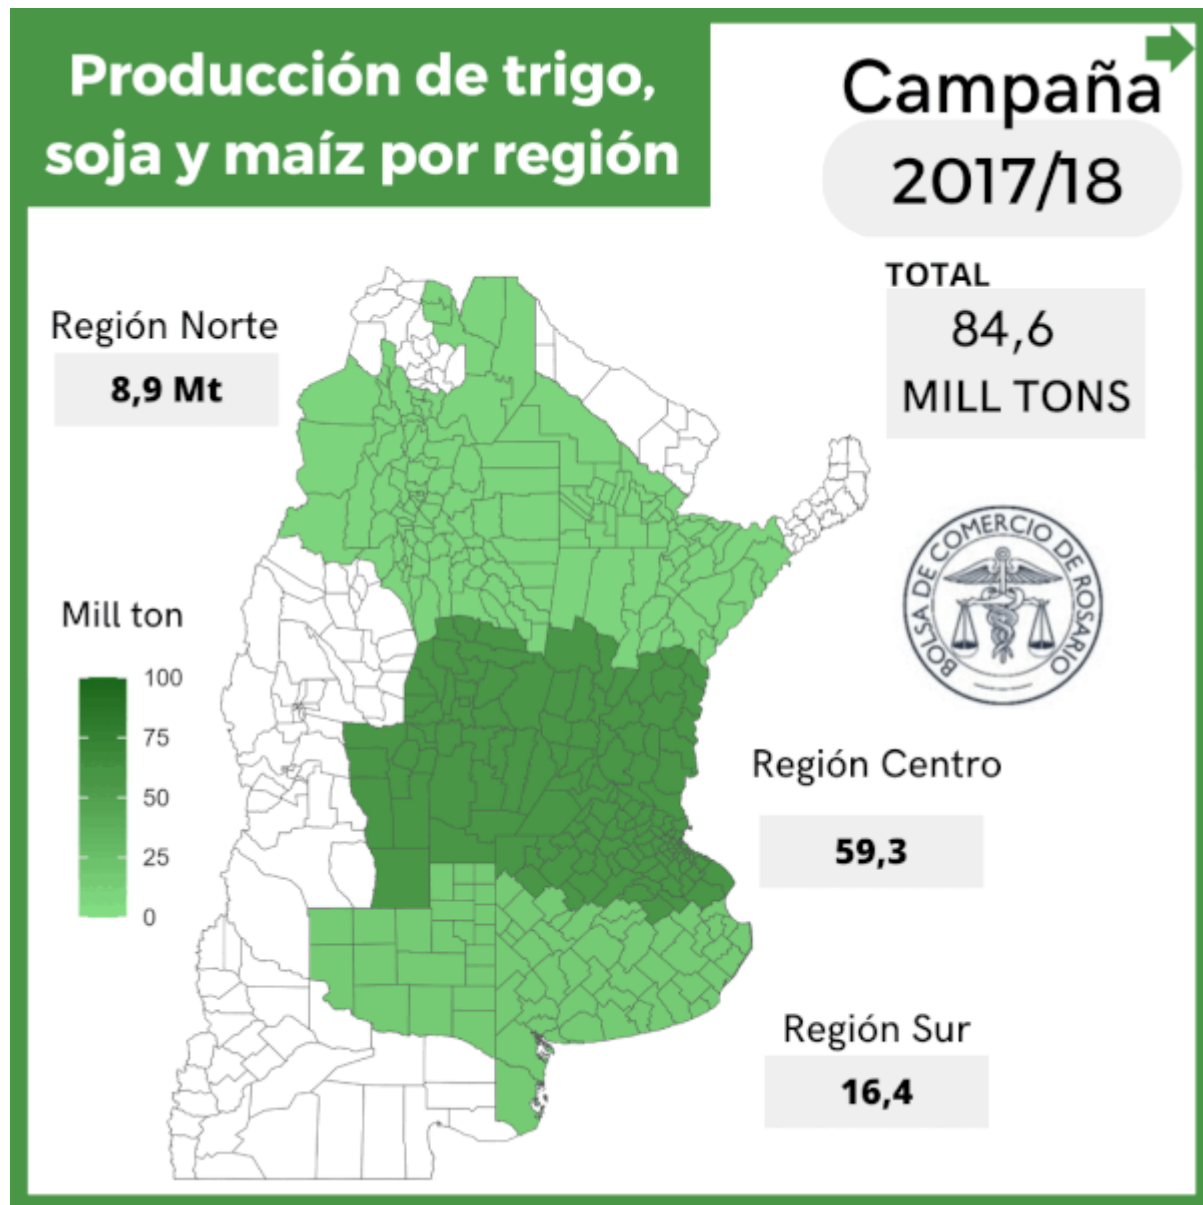 Producción de trigo,
soja y maíz por región
Campaña
2017/18
TOTAL
84,6
MILL TONS
Región Norte
8,9 Mt
BOLSA DE COMERCIO DE ROSARIO
Mill ton
100
75
50
25
0
Región Centro
59,3
Región Sur
16,4